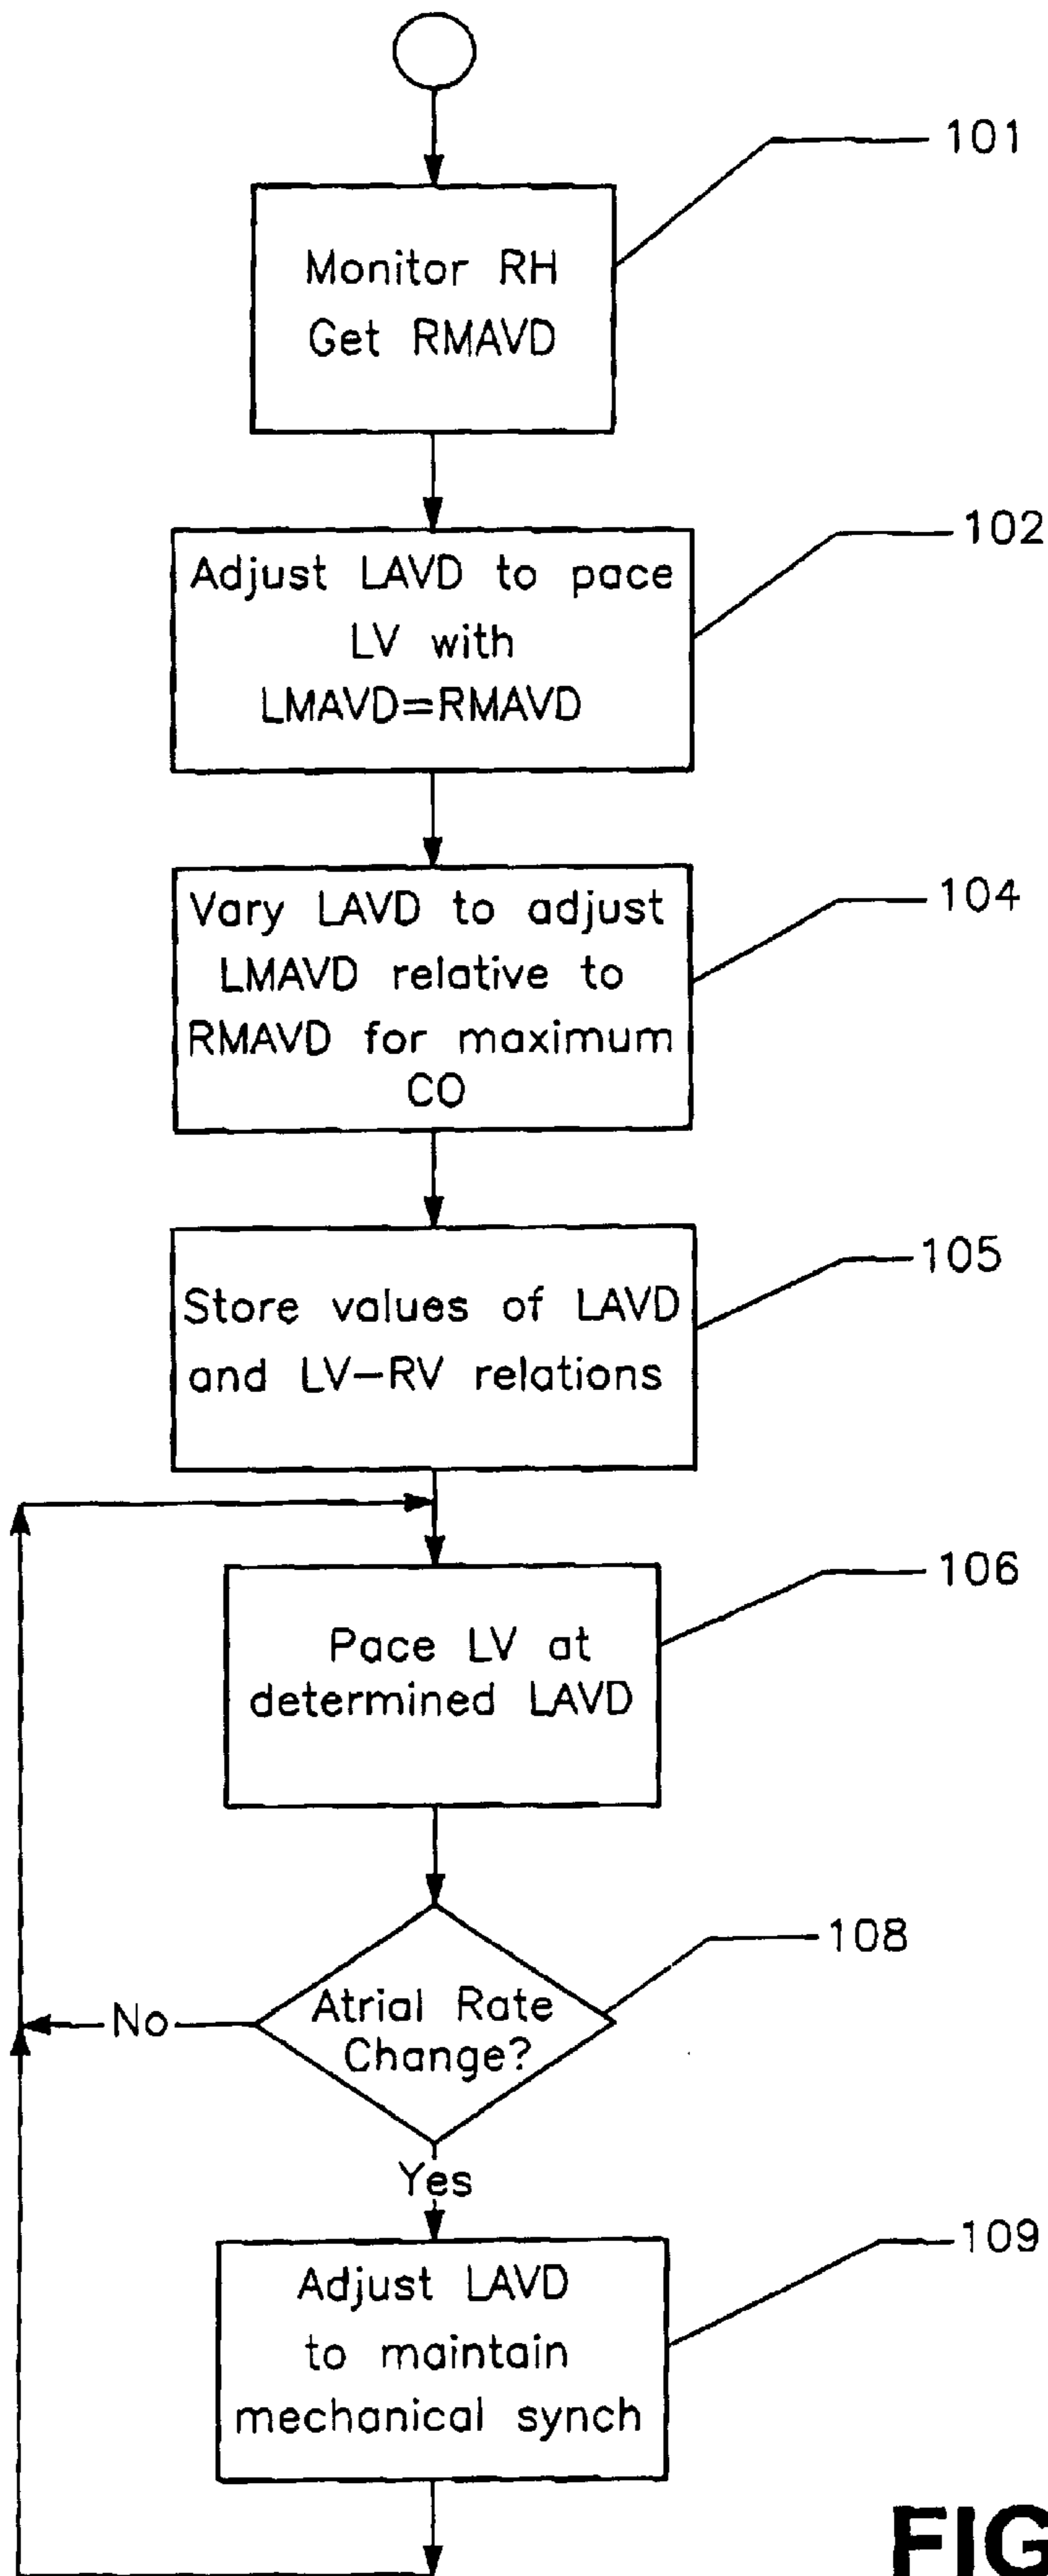 101
Monitor RH
Get RMAVD
102
Adjust LAVD to pace
LV with
LMAVD=RMAVD
104
Vary LAVD to adjust
LMAVD relative to
RMAVD for maximum
CO
105
Store values of LAVD
and LV-RV relations
106
Pace LV at
determined LAVD
108
Atrial Rate
Change?
No
Yes
109
Adjust LAVD
to maintain
mechanical synch
FIG